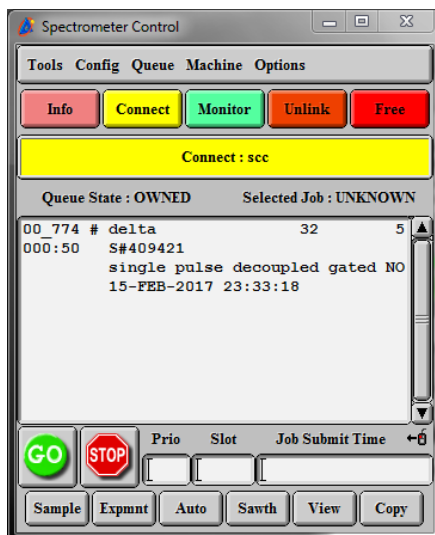 Spectrometer Control
Tools Config Queue Machine Options
Info Connect Monitor Unlink Free
Connect : scc
Queue State : OWNED Selected Job : UNKNOWN
00_774 # delta 32 5
000:50 S#409421
single pulse decoupled gated NO
15-FEB-2017 23:33:18
GO STOP Prio Slot Job Submit Time
Sample Expmnt Auto Sawth View Copy